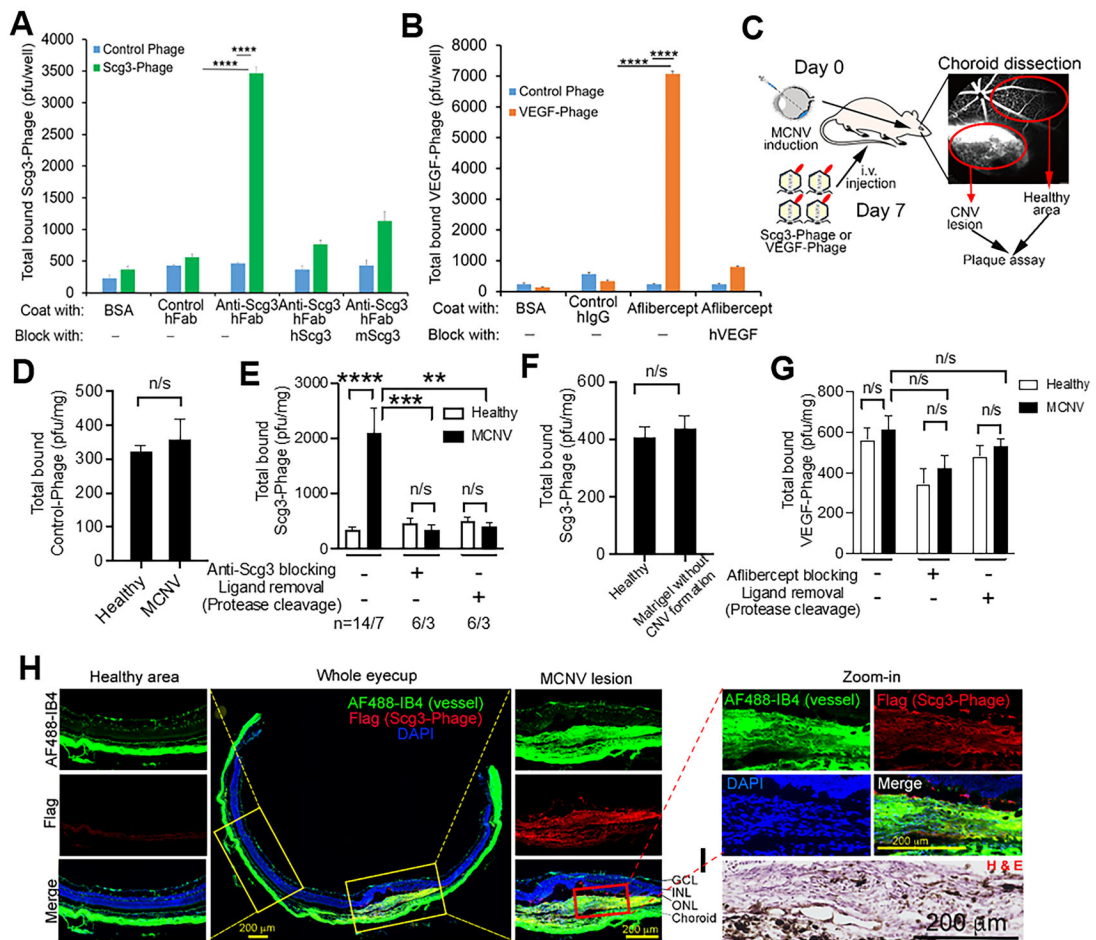 A
Total bound Scg3-Phage (pfu/well)
4000
3500
3000
2500
2000
1500
1000
500
0
Control Phage
Scg3-Phage
****
****
Coat with:
BSA
Control
hFab
Anti-Scg3
hFab
Anti-Scg3
hFab
Anti-Scg3
hFab
Block with:
–
–
–
hScg3
mScg3
B
Total bound VEGF-Phage (pfu/well)
8000
7000
6000
5000
4000
3000
2000
1000
0
Control Phage
VEGF-Phage
****
****
Coat with:
BSA
Control
hIgG
Aflibercept
Aflibercept
Block with:
–
–
–
hVEGF
C
Day 0
MCNV
induction
i.v.
injection
Day 7
Scg3-Phage or
VEGF-Phage
Choroid dissection
CNV
lesion
Healthy
area
Plaque assay
D
Total bound
Control-Phage (pfu/mg)
500
400
300
200
100
0
n/s
Healthy
MCNV
E
Total bound
Scg3-Phage (pfu/mg)
3000
2000
1000
0
****
**
***
Healthy
MCNV
n/s
n/s
Anti-Scg3 blocking
- + -
Ligand removal
(Protease cleavage)
- - +
n=14/7 6/3 6/3
F
Total bound
Scg3-Phage (pfu/mg)
600
400
200
0
n/s
Healthy
Matrigel without
CNV formation
G
Total bound
VEGF-Phage (pfu/mg)
800
600
400
200
0
n/s
n/s
n/s
n/s
n/s
Healthy
MCNV
Aflibercept blocking
- + -
Ligand removal
(Protease cleavage)
- - +
H
Healthy area
Whole eyecup
MCNV lesion
Zoom-in
AF488-IB4
Flag
Merge
AF488-IB4 (vessel)
Flag (Scg3-Phage)
DAPI
200 µm
200 µm
GCL
INL
ONL
Choroid
AF488-IB4 (vessel)
Flag (Scg3-Phage)
DAPI
Merge
200 µm
H & E
200 µm